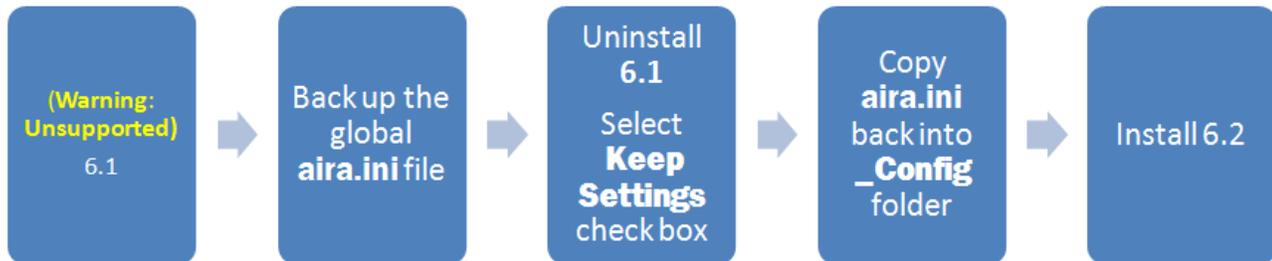 (Warning:
Unsupported)
6.1
Back up the
global
aira.ini file
Uninstall
6.1
Select
Keep
Settings
check box
Copy
aira.ini
back into
_Config
folder
Install 6.2